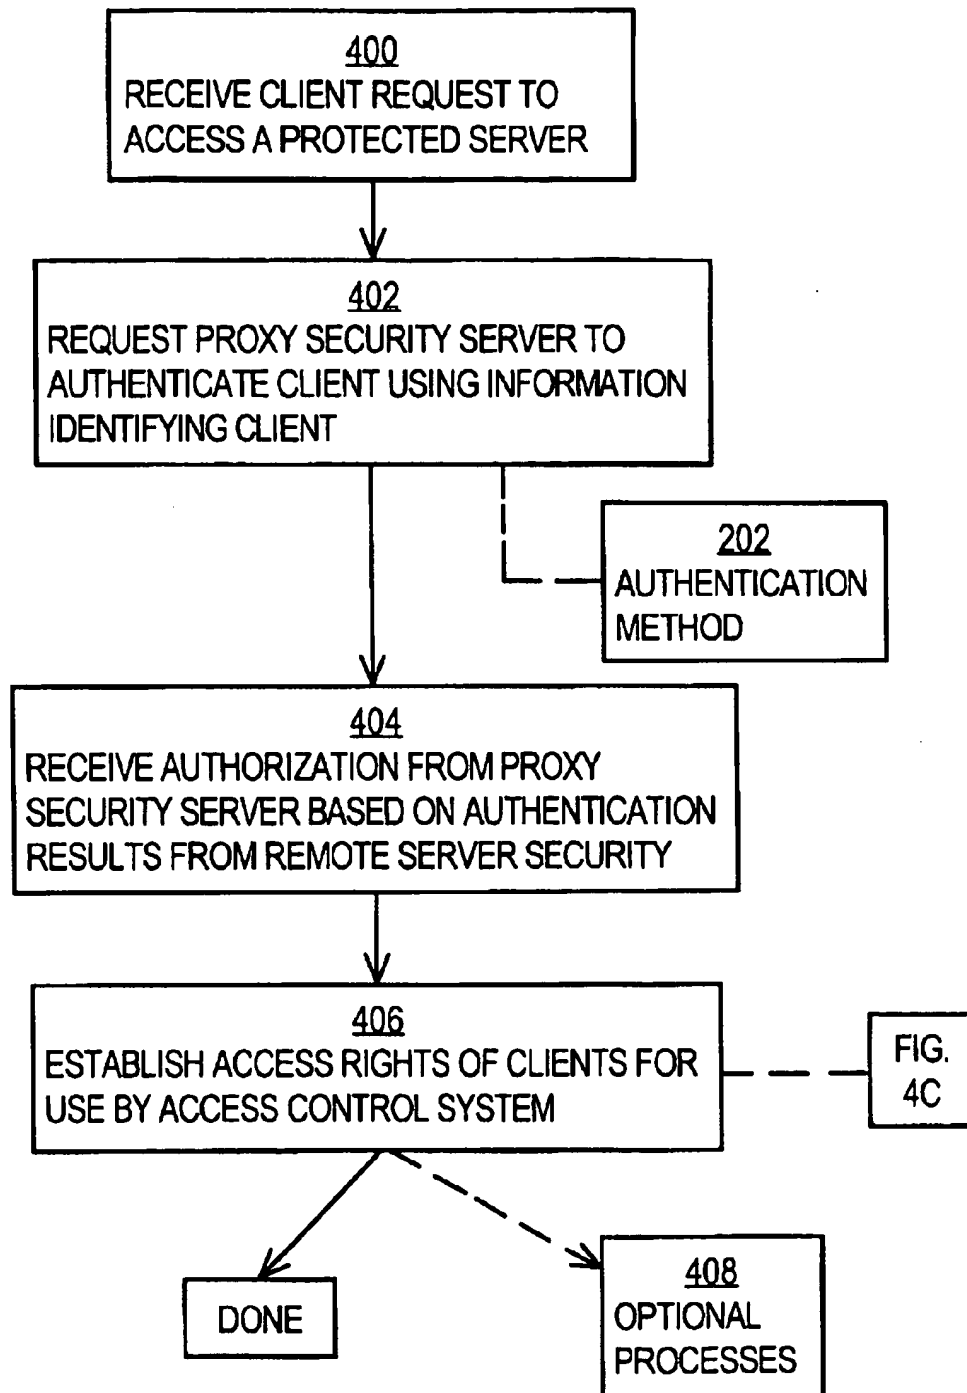 400
RECEIVE CLIENT REQUEST TO
ACCESS A PROTECTED SERVER
402
REQUEST PROXY SECURITY SERVER TO
AUTHENTICATE CLIENT USING INFORMATION
IDENTIFYING CLIENT
202
AUTHENTICATION
METHOD
404
RECEIVE AUTHORIZATION FROM PROXY
SECURITY SERVER BASED ON AUTHENTICATION
RESULTS FROM REMOTE SERVER SECURITY
406
ESTABLISH ACCESS RIGHTS OF CLIENTS FOR
USE BY ACCESS CONTROL SYSTEM
FIG.
4C
DONE
408
OPTIONAL
PROCESSES